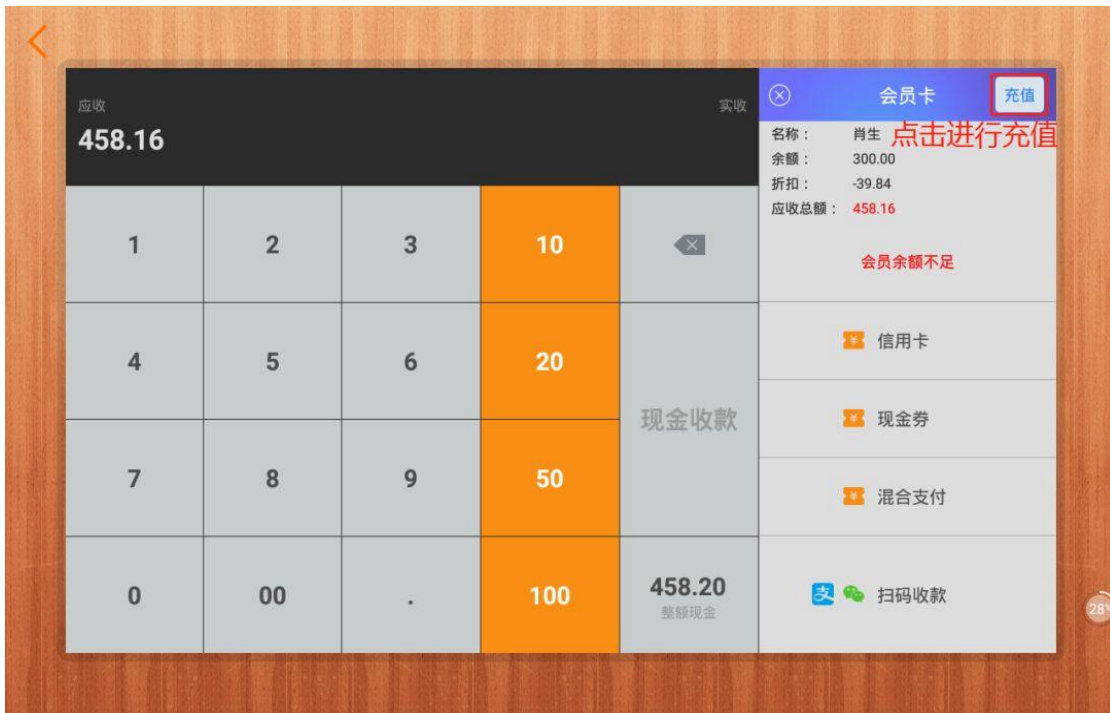 应收
实收
458.16
会员卡
充值
点击进行充值
名称： 肖生
余额： 300.00
折扣： -39.84
应收总额： 458.16
会员余额不足
1 2 3 10
4 5 6 20
现金收款
7 8 9 50
0 00 . 100
458.20
整额现金
信用卡
现金券
混合支付
支 扫码收款
28%